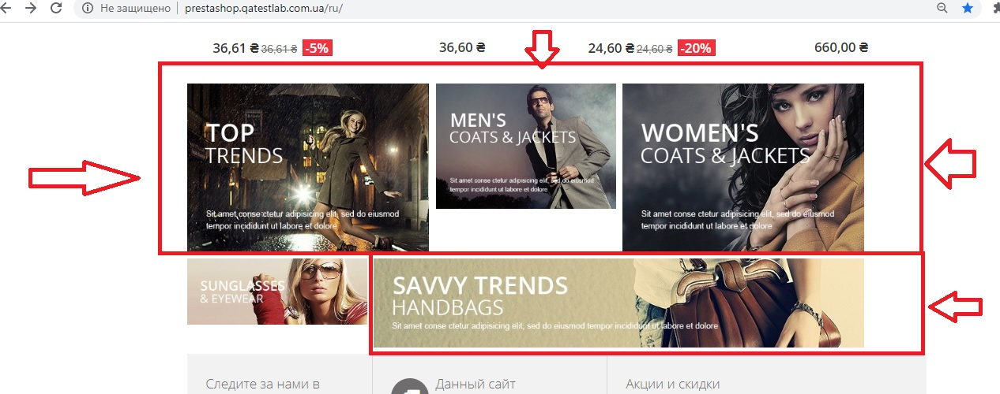 Не защищено
prestashop.qatestlab.com.ua/ru/
36,61 ₴ 36,61 ₴ -5%
36,60 ₴
24,60 ₴ 24,60 ₴ -20%
660,00 ₴
TOP
TRENDS
Sit amet conse ctetur adipisicing elit, sed do eiusmod
tempor incididunt ut labore et dolore
MEN'S
COATS & JACKETS
Sit amet conse ctetur adipisicing elit, sed do eiusmod
tempor incididunt ut labore et dolore
WOMEN'S
COATS & JACKETS
Sit amet conse ctetur adipisicing elit, sed do eiusmod
tempor incididunt ut labore et dolore
SUNGLASSES
& EYEWEAR
SAVVY TRENDS
HANDBAGS
Sit amet conse ctetur adipisicing elit, sed do eiusmod tempor incididunt ut labore et dolore
Следите за нами в
Данный сайт
Акции и скидки